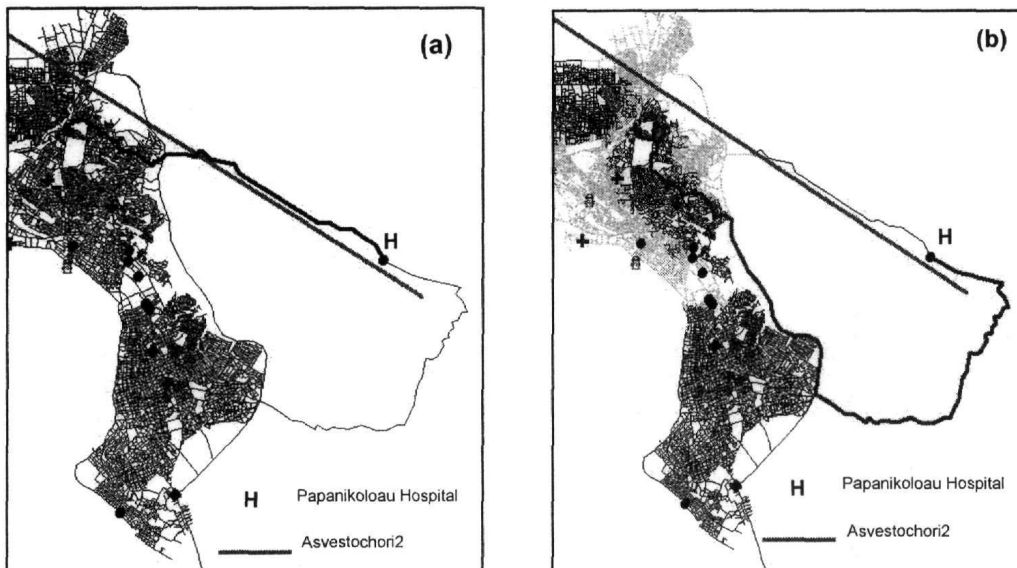 (a)
H
H Papanikoloau Hospital
Asvestochori2
(b)
H
H Papanikoloau Hospital
Asvestochori2